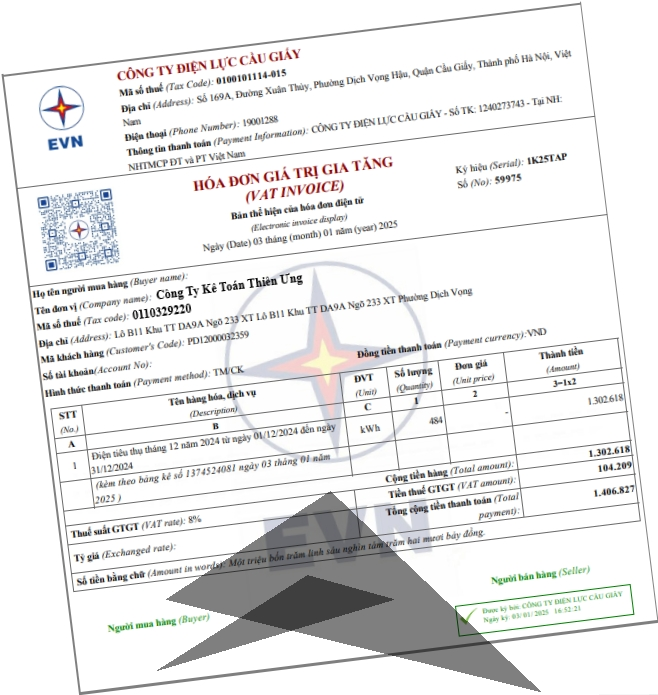 CÔNG TY ĐIỆN LỰC CẦU GIẤY
Mã số thuế (Tax Code): 0100101114-015
Địa chỉ (Address): Số 169A, Đường Xuân Thủy, Phường Dịch Vọng Hậu, Quận Cầu Giấy, Thành phố Hà Nội, Việt
Nam
Điện thoại (Phone Number): 19001288
Thông tin thanh toán (Payment Information): CÔNG TY ĐIỆN LỰC CẦU GIẤY - Số TK: 1240273743 - Tại NH:
NHTMCP ĐT và PT Việt Nam
EVN
HÓA ĐƠN GIÁ TRỊ GIA TĂNG
(VAT INVOICE)
Bản thể hiện của hóa đơn điện tử
(Electronic invoice display)
Ngày (Date) 03 tháng (month) 01 năm (year) 2025
Ký hiệu (Serial): 1K25TAP
Số (No): 59975
Họ tên người mua hàng (Buyer name):
Tên đơn vị (Company name): Công Ty Kế Toán Thiên Ưng
Mã số thuế (Tax code): 0110329220
Địa chỉ (Address): Lô B11 Khu TT DA9A Ngõ 233 XT Lô B11 Khu TT DA9A Ngõ 233 XT Phường Dịch Vọng
Mã khách hàng (Customer's Code): PD12000032359
Số tài khoản(Account No):
Hình thức thanh toán (Payment method): TM/CK
Đồng tiền thanh toán (Payment currency):VND
STT (No.) Tên hàng hóa, dịch vụ (Description) ĐVT (Unit) Số lượng (Quantity) Đơn giá (Unit price) Thành tiền (Amount)
A B C 1 2 3=1x2
1 Điện tiêu thụ tháng 12 năm 2024 từ ngày 01/12/2024 đến ngày 31/12/2024 kWh 484 - 1.302.618
(kèm theo bảng kê số 1374524081 ngày 03 tháng 01 năm
2025 )
Cộng tiền hàng (Total amount): 1.302.618
Thuế suất GTGT (VAT rate): 8% Tiền thuế GTGT (VAT amount): 104.209
Tỷ giá (Exchanged rate): Tổng cộng tiền thanh toán (Total payment): 1.406.827
Số tiền bằng chữ (Amount in words): Một triệu bốn trăm linh sáu nghìn tám trăm hai mươi bảy đồng.
EVN
Người mua hàng (Buyer)
Người bán hàng (Seller)
Được ký bởi: CÔNG TY ĐIỆN LỰC CẦU GIẤY
Ngày ký: 03/ 01/ 2025 16:52:21